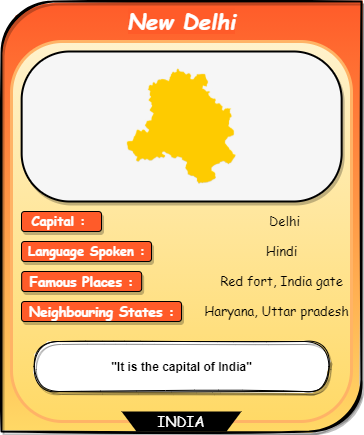 New Delhi
Capital : Delhi
Language Spoken : Hindi
Famous Places : Red fort, India gate
Neighbouring States : Haryana, Uttar pradesh
"It is the capital of India"
INDIA